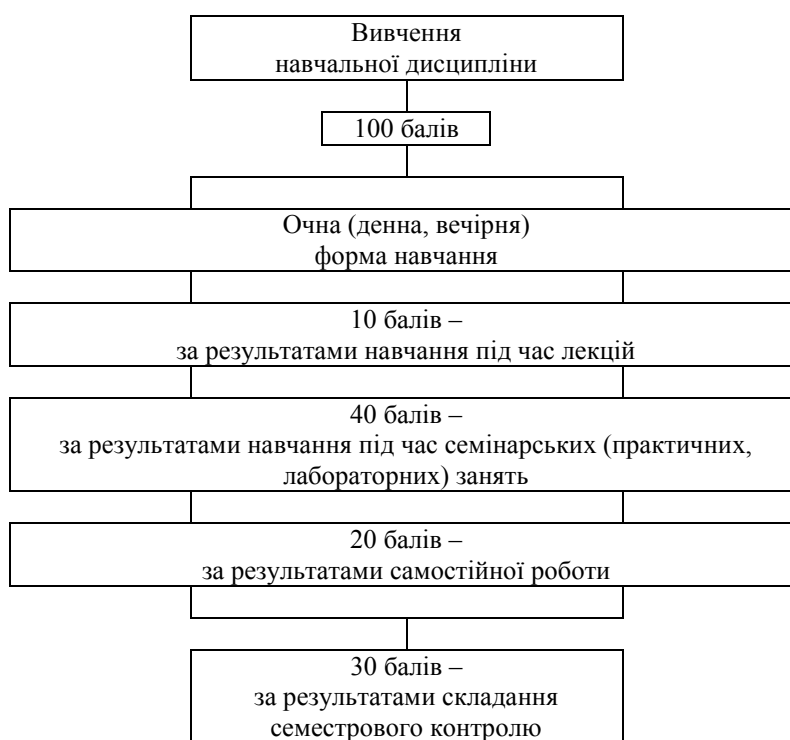 Вивчення
навчальної дисципліни
100 балів
Очна (денна, вечірня)
форма навчання
10 балів –
за результатами навчання під час лекцій
40 балів –
за результатами навчання під час семінарських (практичних,
лабораторних) занять
20 балів –
за результатами самостійної роботи
30 балів –
за результатами складання
семестрового контролю